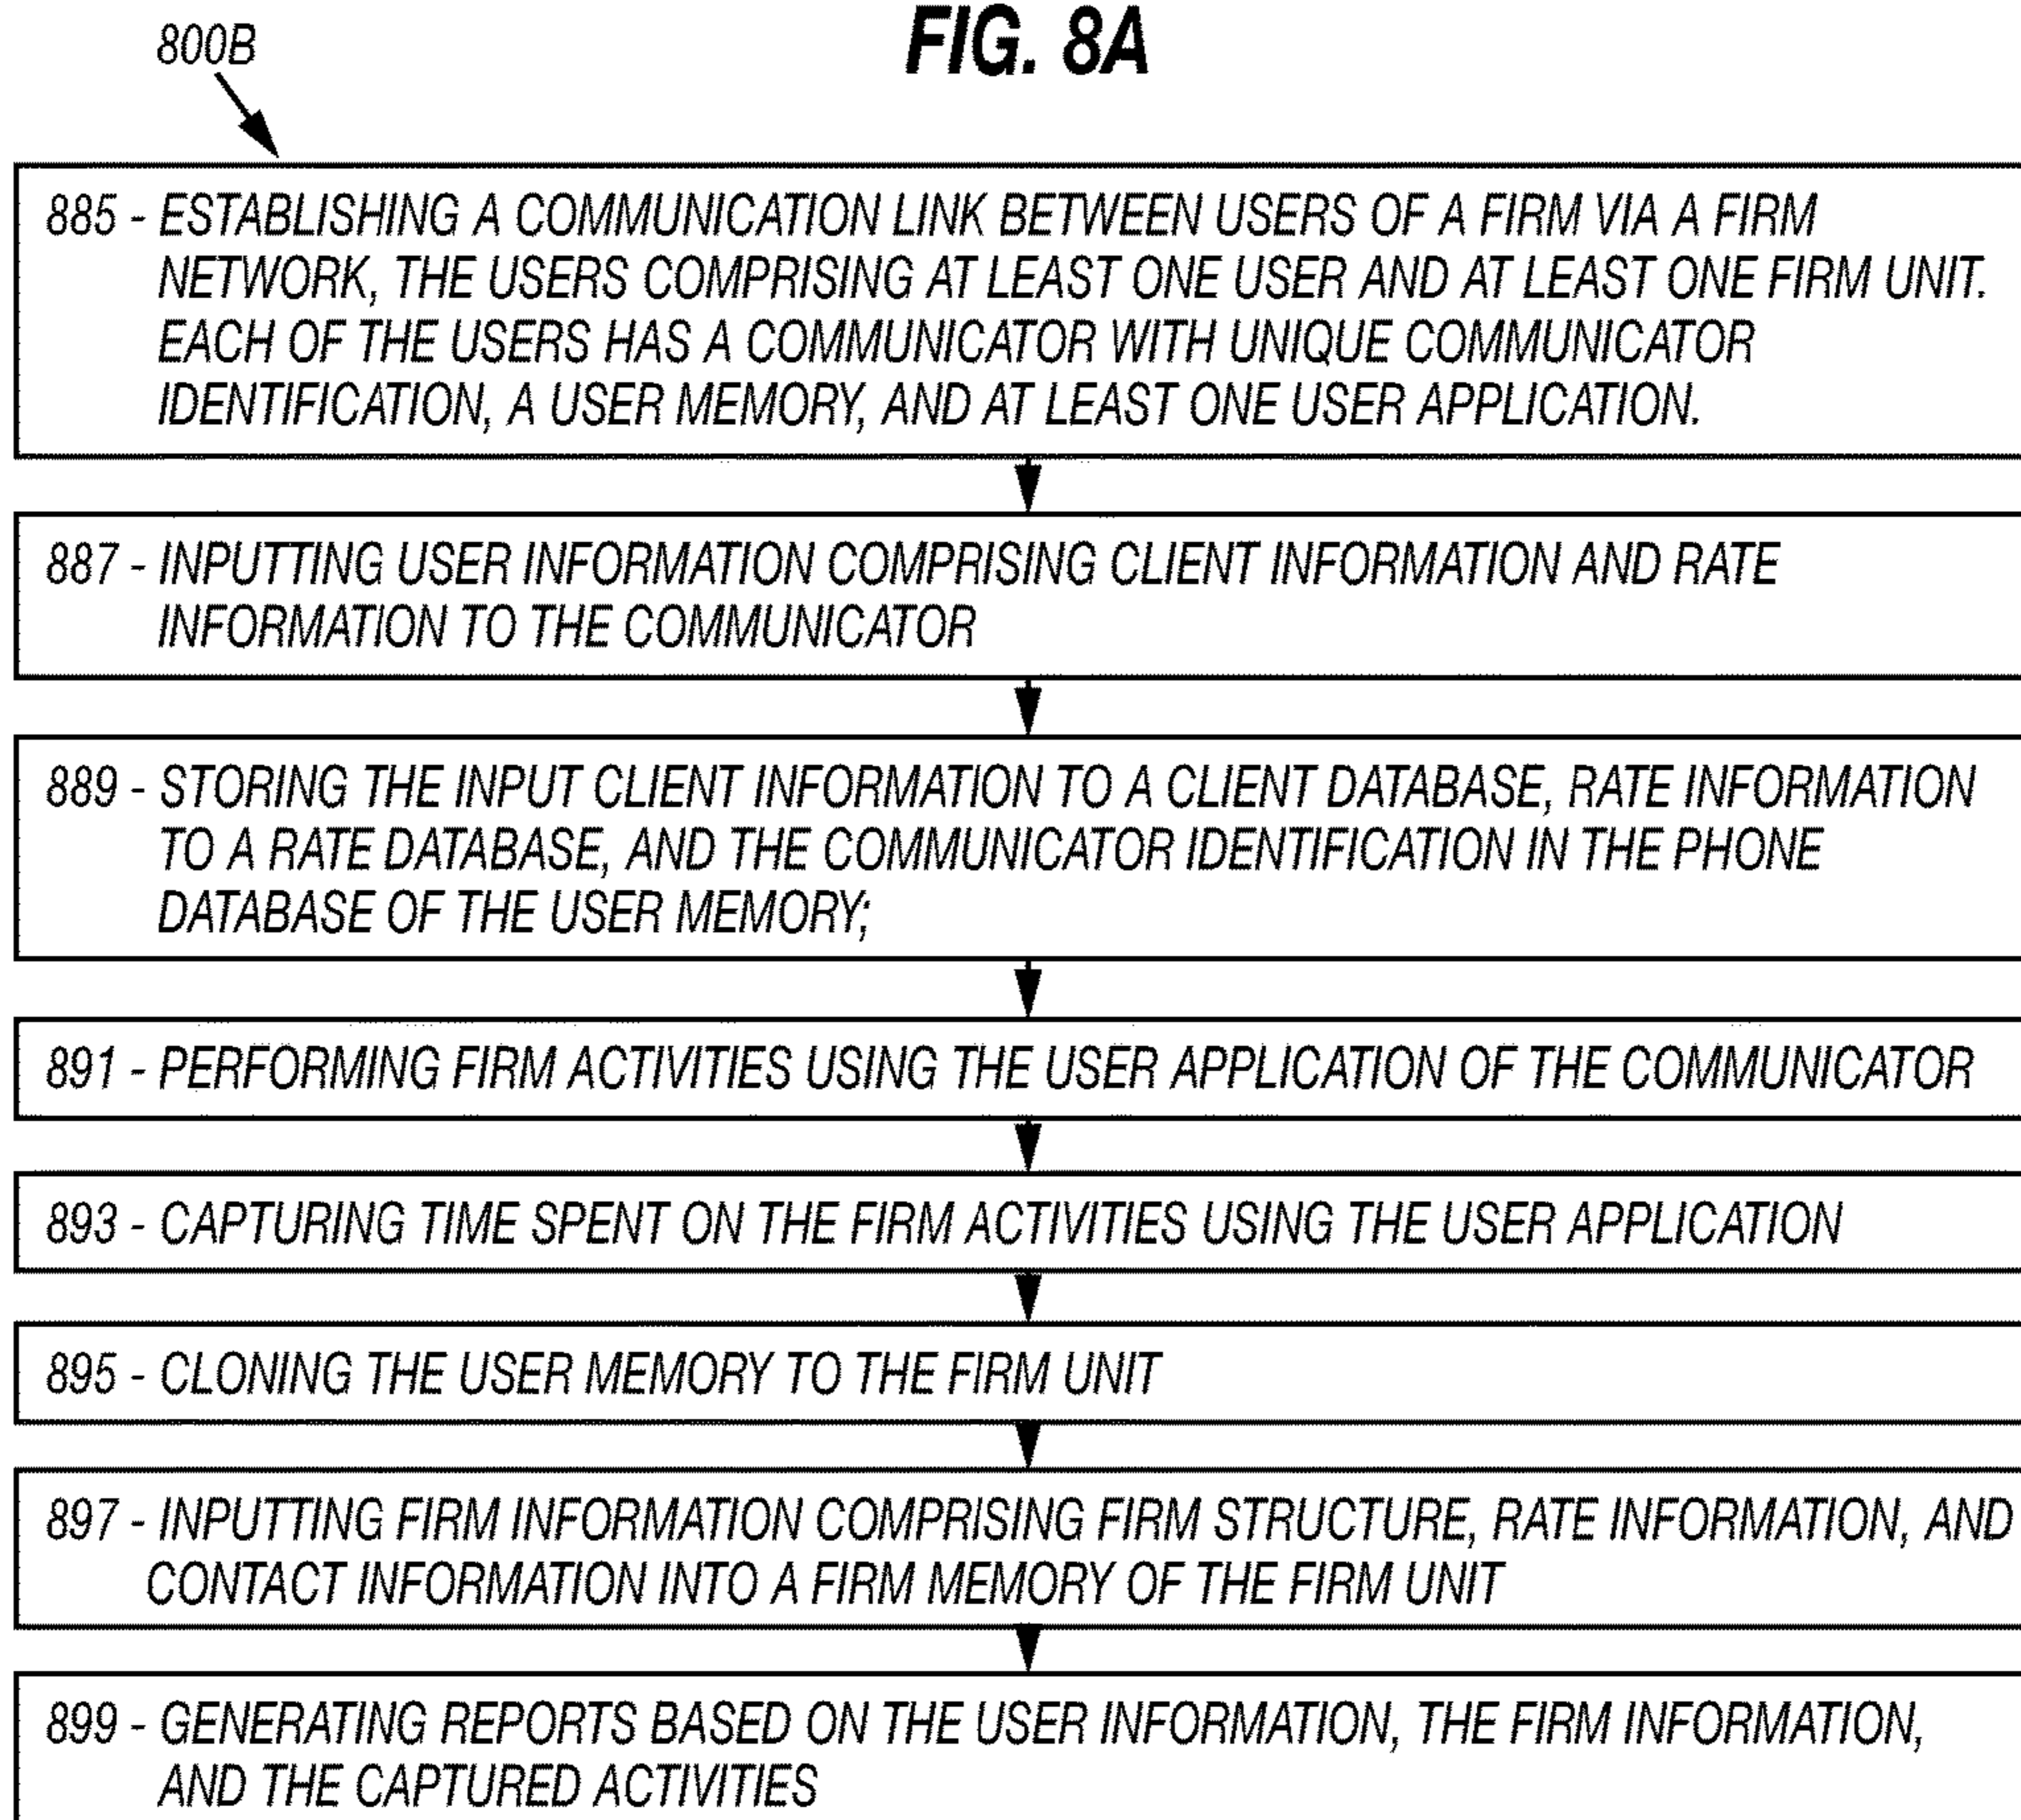 FIG. 8A
800B
885 - ESTABLISHING A COMMUNICATION LINK BETWEEN USERS OF A FIRM VIA A FIRM
NETWORK, THE USERS COMPRISING AT LEAST ONE USER AND AT LEAST ONE FIRM UNIT.
EACH OF THE USERS HAS A COMMUNICATOR WITH UNIQUE COMMUNICATOR
IDENTIFICATION, A USER MEMORY, AND AT LEAST ONE USER APPLICATION.
887 - INPUTTING USER INFORMATION COMPRISING CLIENT INFORMATION AND RATE
INFORMATION TO THE COMMUNICATOR
889 - STORING THE INPUT CLIENT INFORMATION TO A CLIENT DATABASE, RATE INFORMATION
TO A RATE DATABASE, AND THE COMMUNICATOR IDENTIFICATION IN THE PHONE
DATABASE OF THE USER MEMORY;
891 - PERFORMING FIRM ACTIVITIES USING THE USER APPLICATION OF THE COMMUNICATOR
893 - CAPTURING TIME SPENT ON THE FIRM ACTIVITIES USING THE USER APPLICATION
895 - CLONING THE USER MEMORY TO THE FIRM UNIT
897 - INPUTTING FIRM INFORMATION COMPRISING FIRM STRUCTURE, RATE INFORMATION, AND
CONTACT INFORMATION INTO A FIRM MEMORY OF THE FIRM UNIT
899 - GENERATING REPORTS BASED ON THE USER INFORMATION, THE FIRM INFORMATION,
AND THE CAPTURED ACTIVITIES